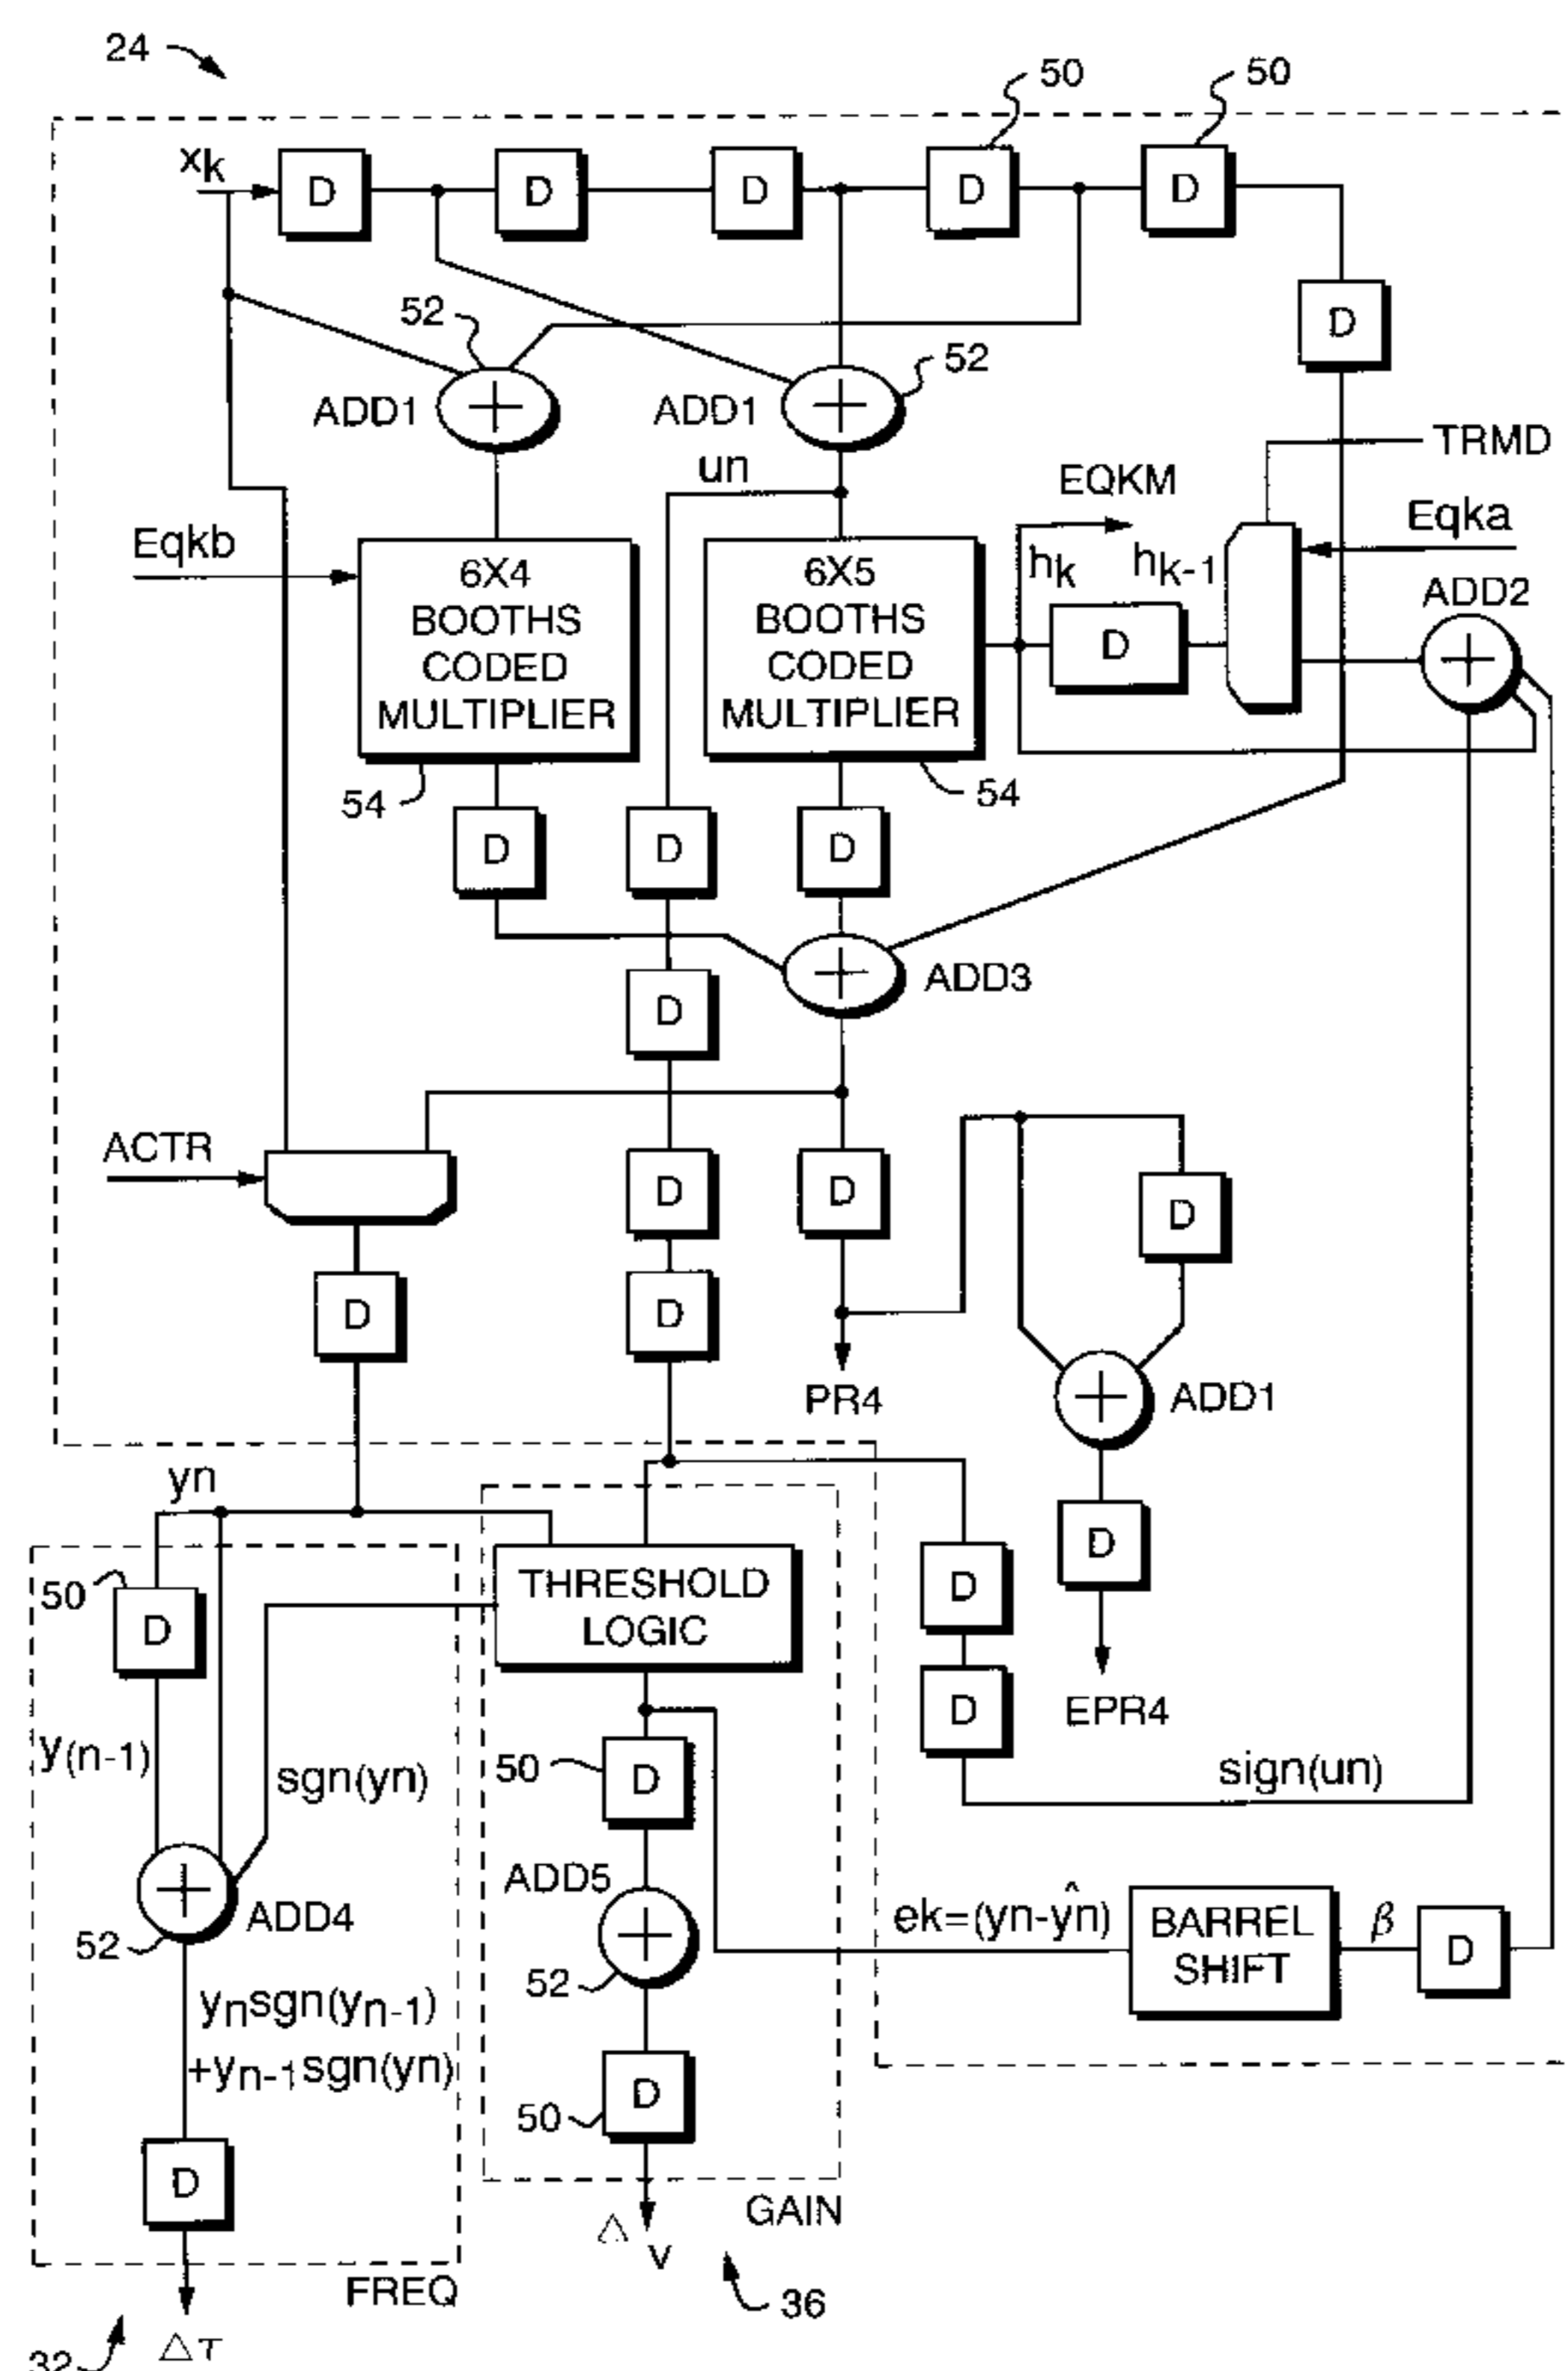 24
50
50
xk
D
D
D
D
D
D
52
ADD1
ADD1
52
un
TRMD
EQKM
Eqka
Eqkb
hk
hk-1
ADD2
6X4
BOOTHS
CODED
MULTIPLIER
6X5
BOOTHS
CODED
MULTIPLIER
D
54
54
D
D
D
ADD3
D
ACTR
D
D
D
D
D
PR4
ADD1
yn
D
50
THRESHOLD
LOGIC
D
D
D
EPR4
y(n-1)
sgn(yn)
50
D
sign(un)
ADD5
ADD4
52
52
ek=(yn-ŷn)
BARREL
SHIFT
β
D
ynsgn(yn-1)
+yn-1sgn(yn)
50
D
D
GAIN
Δ
V
FREQ
36
32
ΔT